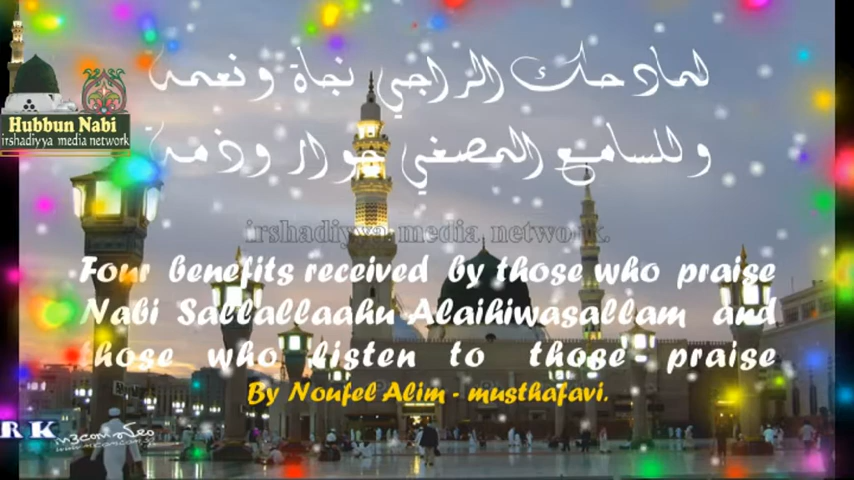 لمادحك الراجي نجاة ونعمة
وللسامع المصغي جوار وذمة
Hubbun Nabi
irshadiyya media network
irshadiyya media network.
Four benefits received by those who praise
Nabi Sallallaahu Alaihiwasallam and
those who listen to those praise
By Noufel Alim - musthafavi.
RK